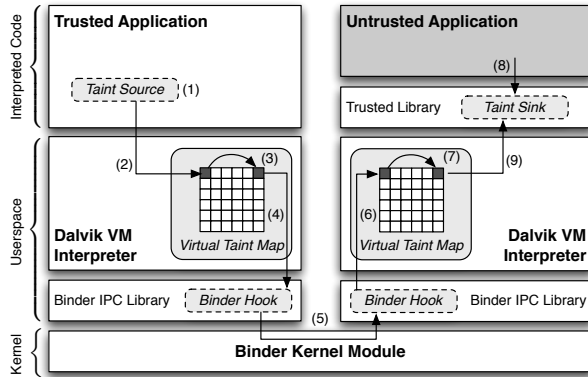 Interpreted Code
Trusted Application
Taint Source
(1)
Untrusted Application
(8)
Trusted Library
Taint Sink
Userspace
(2)
(3)
(4)
Virtual Taint Map
Dalvik VM
Interpreter
(7)
(9)
(6)
Virtual Taint Map
Dalvik VM
Interpreter
Binder IPC Library
Binder Hook
(5)
Binder Hook
Binder IPC Library
Kernel
Binder Kernel Module